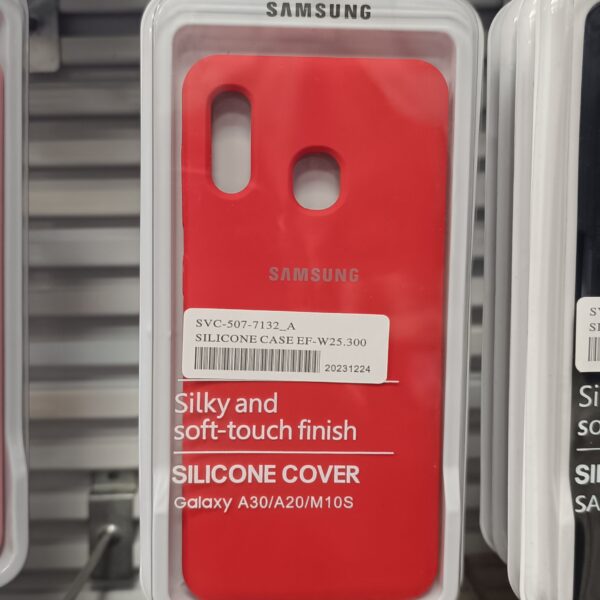 SAMSUNG
SAMSUNG
SVC-507-7132_A
SILICONE CASE EF-W25.300
20231224
Silky and
soft-touch finish
SILICONE COVER
Galaxy A30/A20/M10S